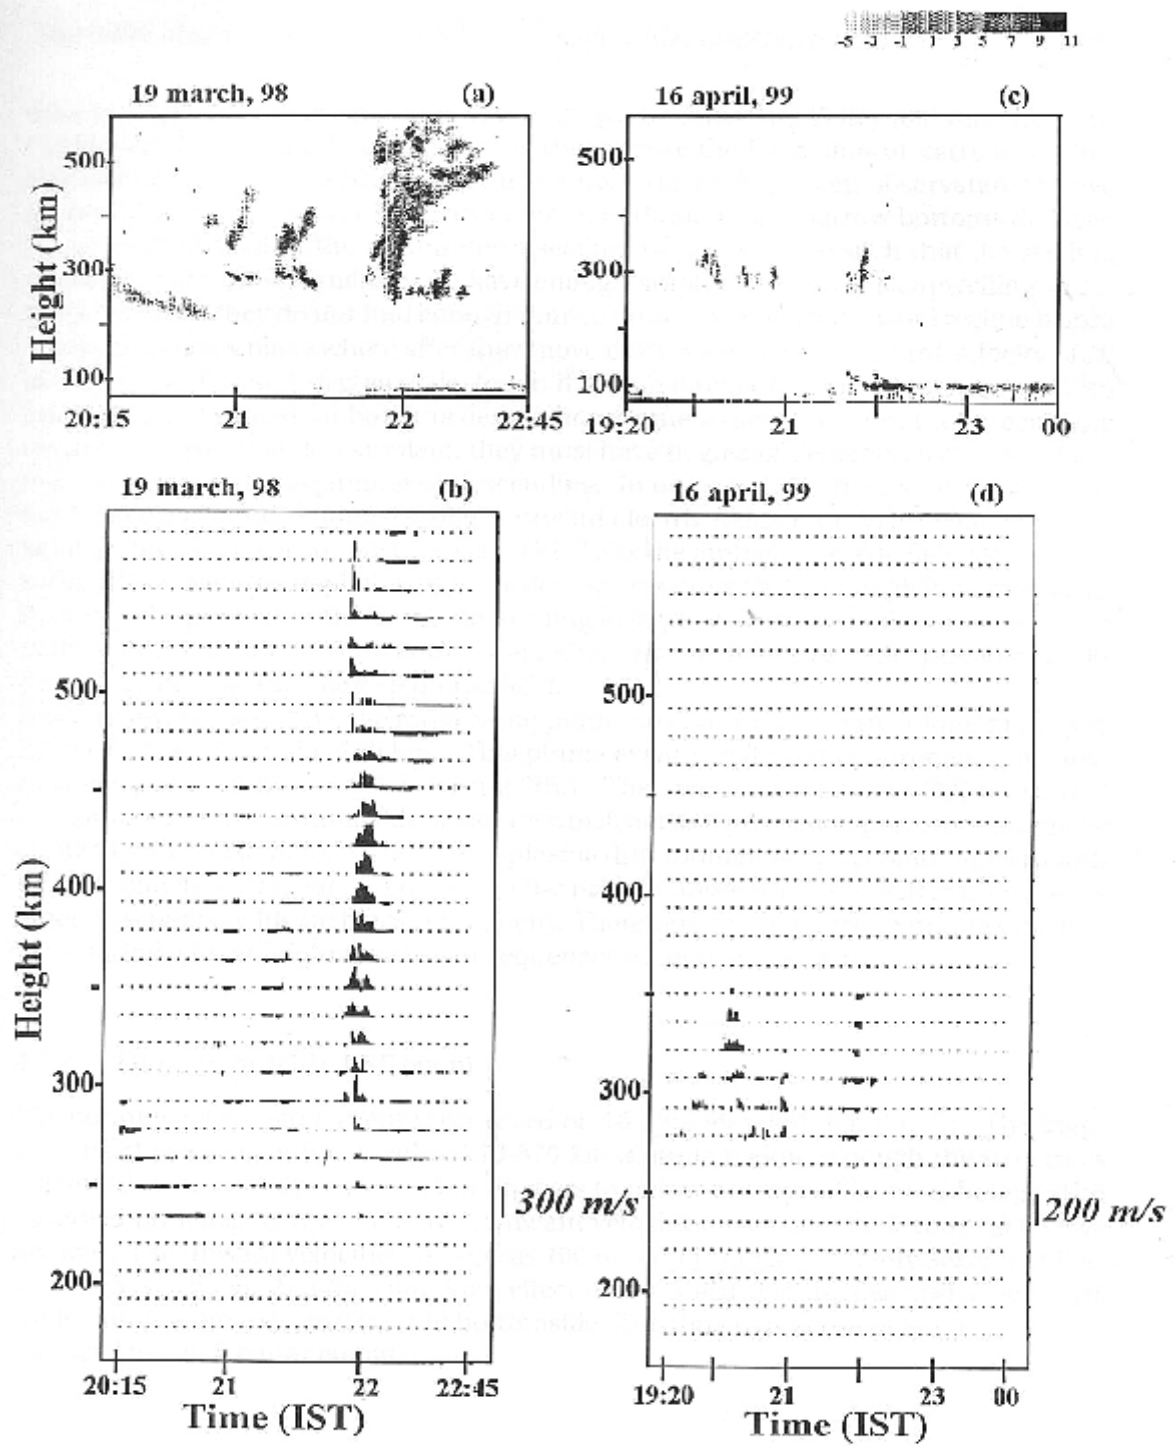 -5 -3 -1 1 3 5 7 9 11
19 march, 98 (a)
16 april, 99 (c)
Height (km)
500
300
100
20:15 21 22 22:45
500
300
100
19:20 21 23 00
19 march, 98 (b)
16 april, 99 (d)
Height (km)
500
400
300
200
300 m/s
20:15 21 22 22:45
Time (IST)
500
400
300
200
200 m/s
19:20 21 23 00
Time (IST)